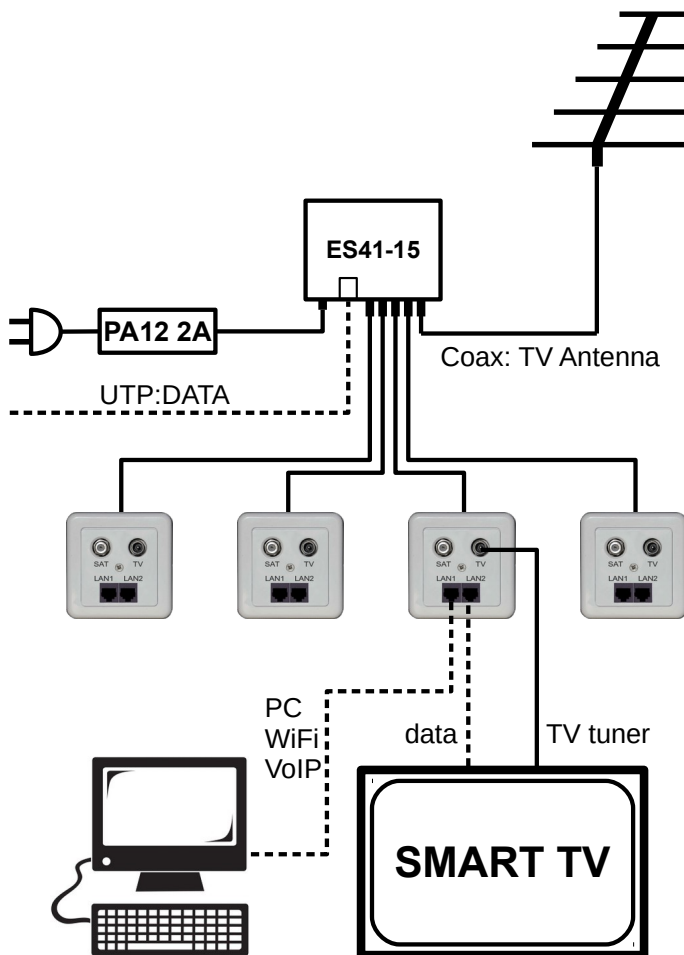 ES41-15
PA12 2A
Coax: TV Antenna
UTP:DATA
SAT TV
LAN1 LAN2
SAT TV
LAN1 LAN2
SAT TV
LAN1 LAN2
SAT TV
LAN1 LAN2
PC
WiFi
VoIP
data
TV tuner
SMART TV